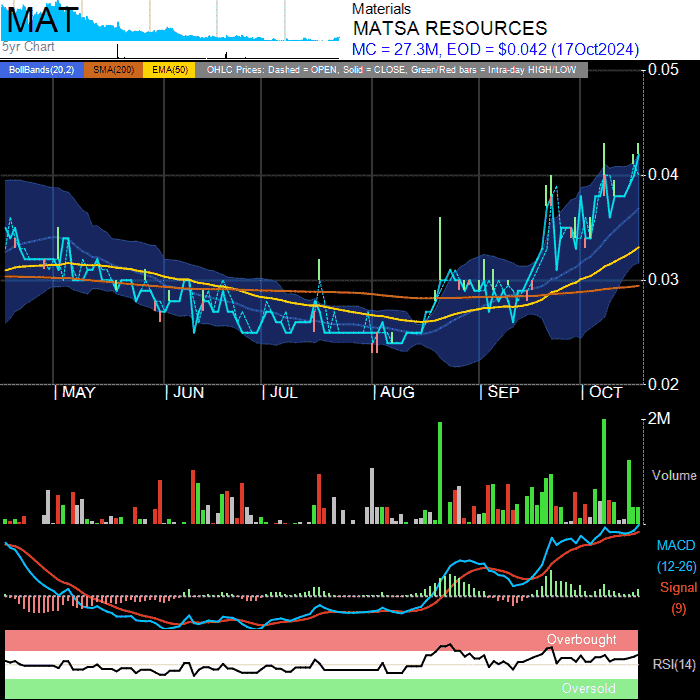 MAT
5yr Chart
Materials
MATSA RESOURCES
MC = 27.3M, EOD = $0.042 (17Oct2024)
BollBands(20,2) SMA(200) EMA(50) OHLC Prices: Dashed = OPEN, Solid = CLOSE, Green/Red bars = Intra-day HIGH/LOW
0.05
0.04
0.03
0.02
MAY JUN JUL AUG SEP OCT
2M
Volume
MACD
(12-26)
Signal
(9)
Overbought
RSI(14)
Oversold